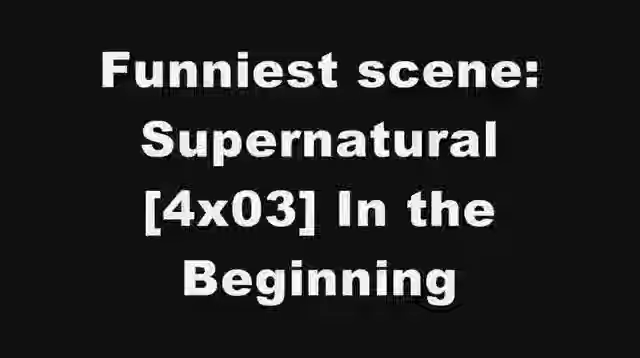 Funniest scene:
Supernatural
[4x03] In the
Beginning